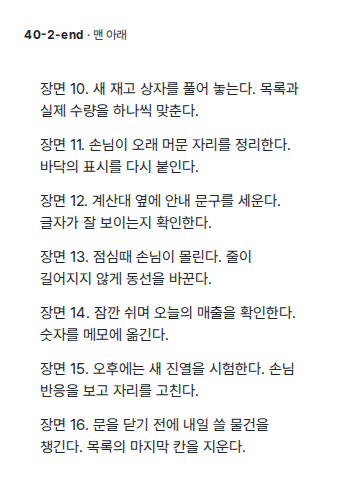 40-2-end · 맨 아래
장면 10. 새 재고 상자를 풀어 놓는다. 목록과
실제 수량을 하나씩 맞춘다.
장면 11. 손님이 오래 머문 자리를 정리한다.
바닥의 표시를 다시 붙인다.
장면 12. 계산대 옆에 안내 문구를 세운다.
글자가 잘 보이는지 확인한다.
장면 13. 점심때 손님이 몰린다. 줄이
길어지지 않게 동선을 바꾼다.
장면 14. 잠깐 쉬며 오늘의 매출을 확인한다.
숫자를 메모에 옮긴다.
장면 15. 오후에는 새 진열을 시험한다. 손님
반응을 보고 자리를 고친다.
장면 16. 문을 닫기 전에 내일 쓸 물건을
챙긴다. 목록의 마지막 칸을 지운다.